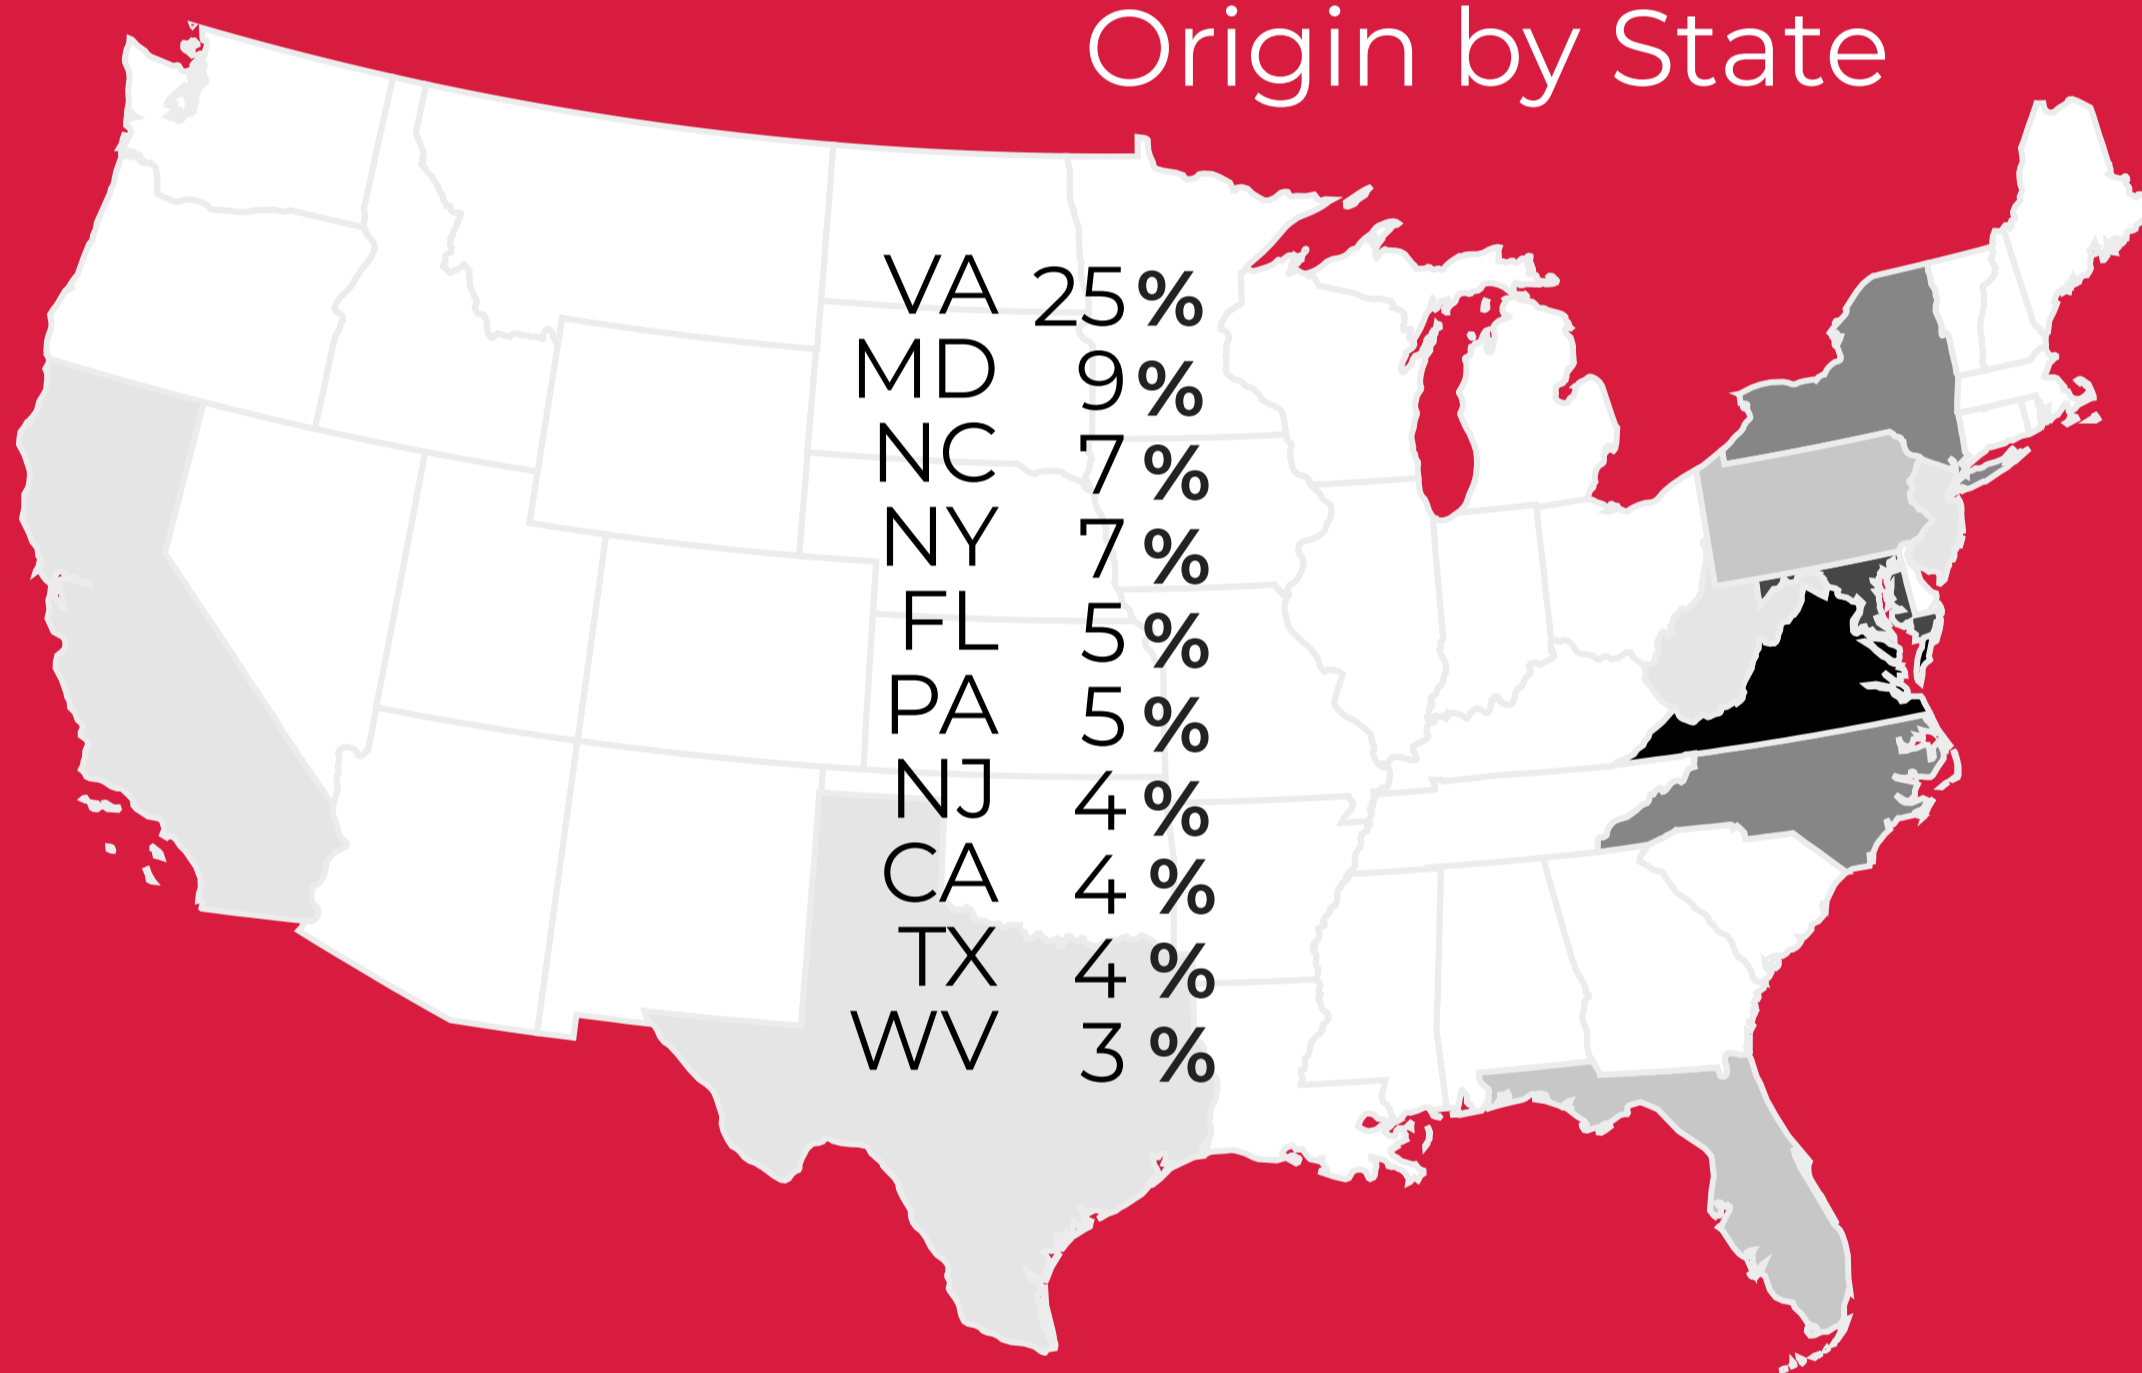 Origin by State
VA 25%
MD 9%
NC 7%
NY 7%
FL 5%
PA 5%
NJ 4%
CA 4%
TX 4%
WV 3%